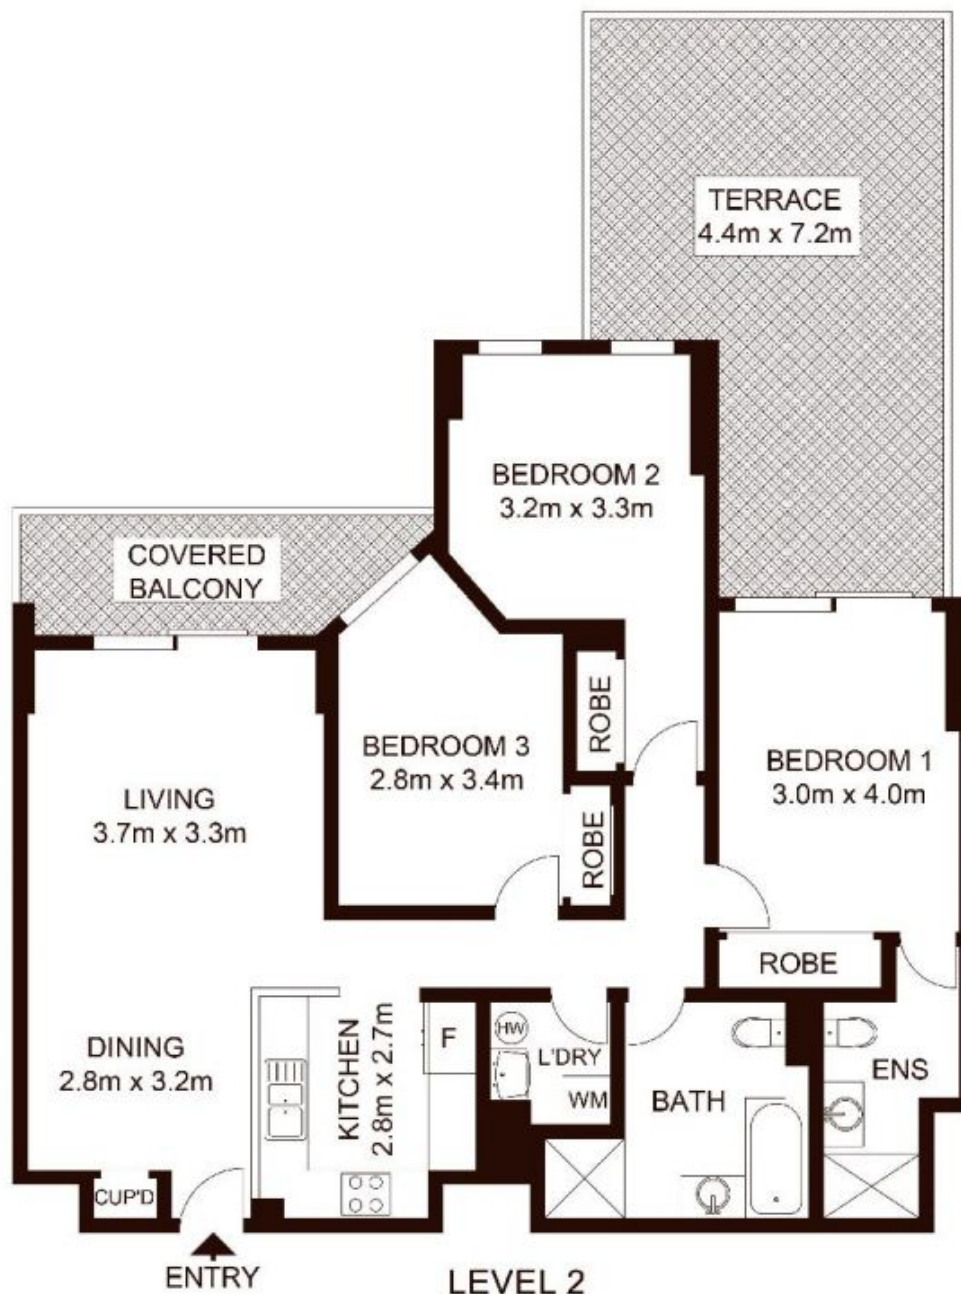 TERRACE
4.4m x 7.2m
BEDROOM 2
3.2m x 3.3m
COVERED
BALCONY
ROBE
BEDROOM 3
2.8m x 3.4m
BEDROOM 1
3.0m x 4.0m
LIVING
3.7m x 3.3m
ROBE
ROBE
DINING
2.8m x 3.2m
KITCHEN
2.8m x 2.7m
F
HW
L'DRY
WM
BATH
ENS
CUP'D
ENTRY
LEVEL 2